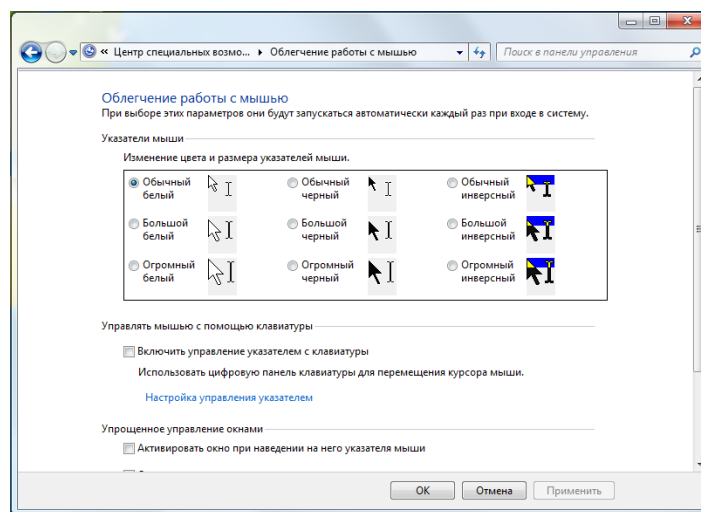 « Центр специальных возмо... Облегчение работы с мышью Поиск в панели управления
Облегчение работы с мышью
При выборе этих параметров они будут запускаться автоматически каждый раз при входе в систему.
Указатели мыши
Изменение цвета и размера указателей мыши.
Обычный белый Обычный черный Обычный инверсный
Большой белый Большой черный Большой инверсный
Огромный белый Огромный черный Огромный инверсный
Управлять мышью с помощью клавиатуры
Включить управление указателем с клавиатуры
Использовать цифровую панель клавиатуры для перемещения курсора мыши.
Настройка управления указателем
Упрощенное управление окнами
Активировать окно при наведении на него указателя мыши
ОК Отмена Применить